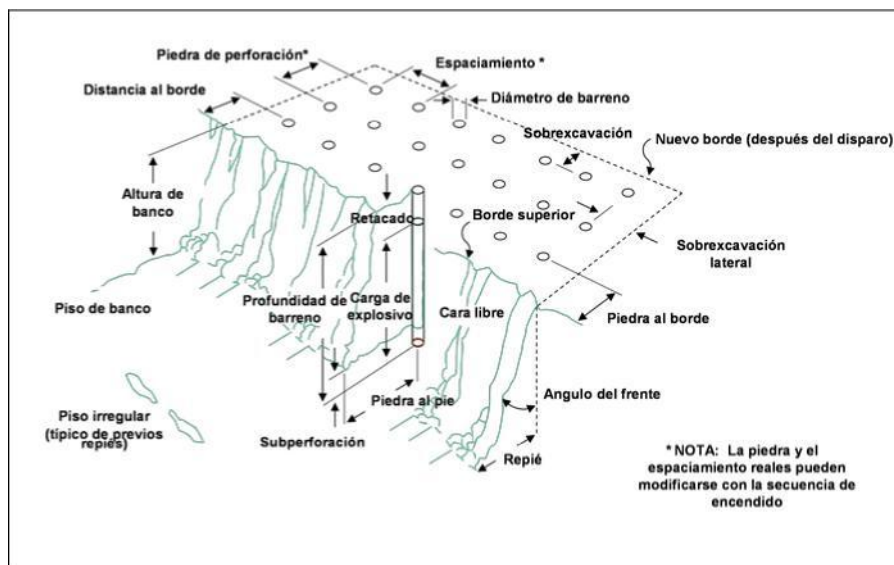 Piedra de perforación*
Espaciamiento *
Distancia al borde
Diámetro de barreno
Sobrexcavación
Nuevo borde (después del disparo)
Altura de
banco
Retacado
Borde superior
Sobrexcavación
lateral
Piso de banco
Profundidad de
barreno
Carga de
explosivo
Cara libre
Piedra al borde
Piso irregular
(típico de previos
repiés)
Piedra al pie
Angulo del frente
Subperforación
Repié
*NOTA: La piedra y el
espaciamiento reales pueden
modificarse con la secuencia de
encendido